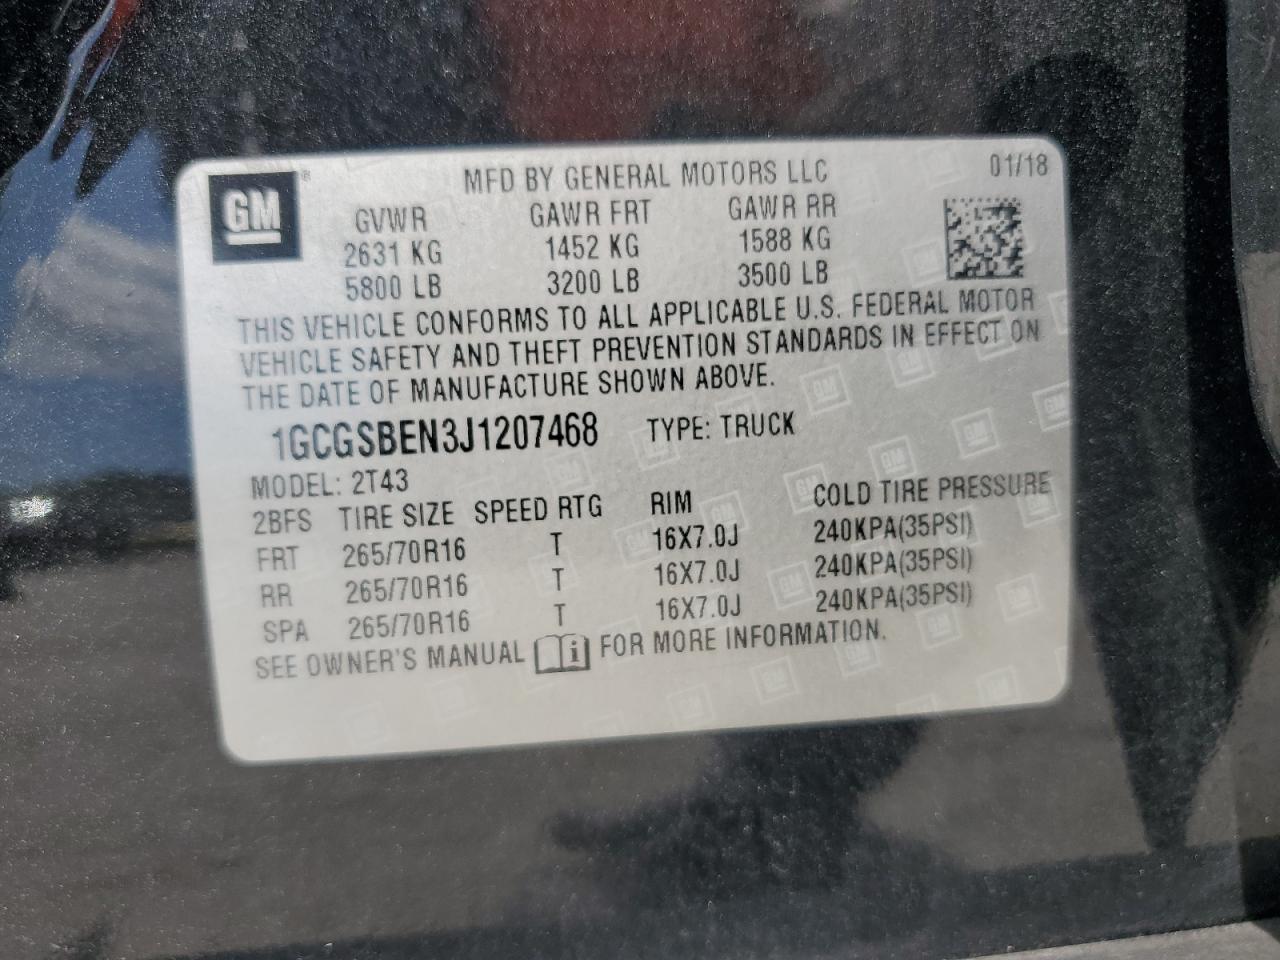 GM
MFD BY GENERAL MOTORS LLC 01/18
GVWR GAWR FRT GAWR RR
2631 KG 1452 KG 1588 KG
5800 LB 3200 LB 3500 LB
THIS VEHICLE CONFORMS TO ALL APPLICABLE U.S. FEDERAL MOTOR
VEHICLE SAFETY AND THEFT PREVENTION STANDARDS IN EFFECT ON
THE DATE OF MANUFACTURE SHOWN ABOVE.
1GCGSBEN3J1207468 TYPE: TRUCK
MODEL: 2T43
2BFS TIRE SIZE SPEED RTG RIM COLD TIRE PRESSURE
FRT 265/70R16 T 16X7.0J 240KPA(35PSI)
RR 265/70R16 T 16X7.0J 240KPA(35PSI)
SPA 265/70R16 T 16X7.0J 240KPA(35PSI)
SEE OWNER'S MANUAL i FOR MORE INFORMATION.